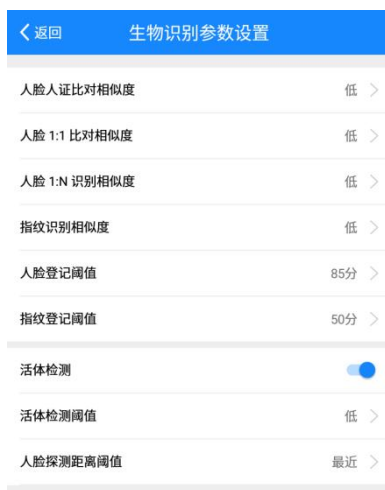 返回 生物识别参数设置
人脸人证比对相似度 低
人脸 1:1 比对相似度 低
人脸 1:N 识别相似度 低
指纹识别相似度 低
人脸登记阈值 85分
指纹登记阈值 50分
活体检测
活体检测阈值 低
人脸探测距离阈值 最近